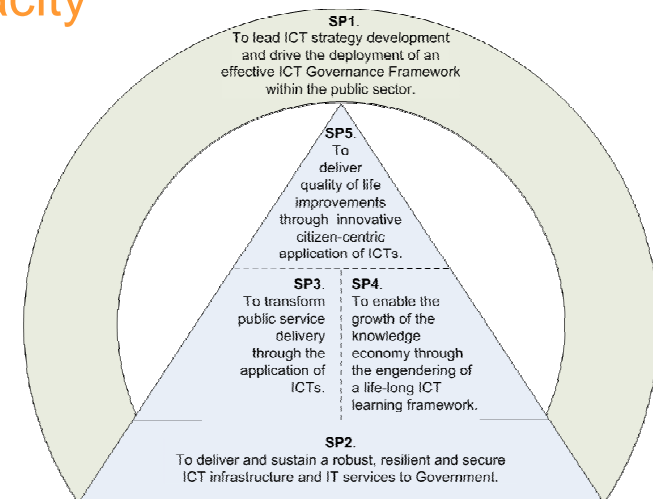 acity
SP1.
To lead ICT strategy development
and drive the deployment of an
effective ICT Governance Framework
within the public sector.
SP5.
To
deliver
quality of life
improvements
through innovative
citizen-centric
application of ICTs.
SP3.
To transform
public service
delivery
through the
application of
ICTs.
SP4.
To enable the
growth of the
knowledge
economy through
the engendering of
a life-long ICT
learning framework.
SP2.
To deliver and sustain a robust, resilient and secure
ICT infrastructure and IT services to Government.